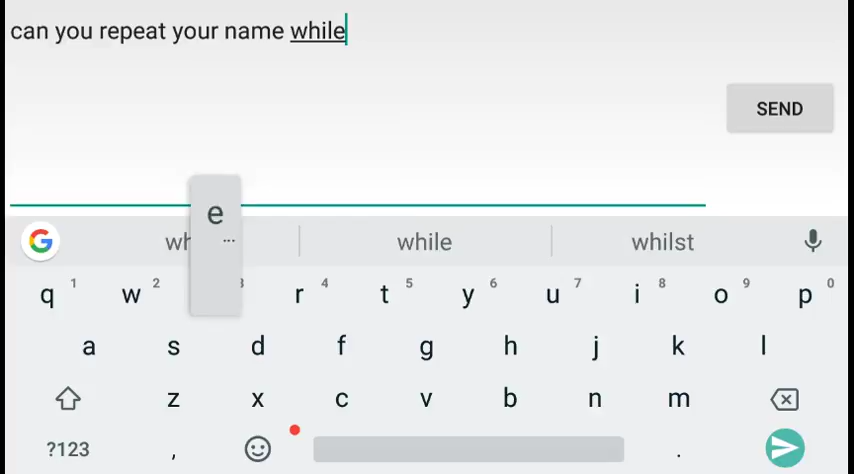 can you repeat your name while
SEND
e
...
wh while whilst
q 1 w 2 3 r 4 t 5 y 6 u 7 i 8 o 9 p 0
a s d f g h j k l
z x c v b n m
?123 , .